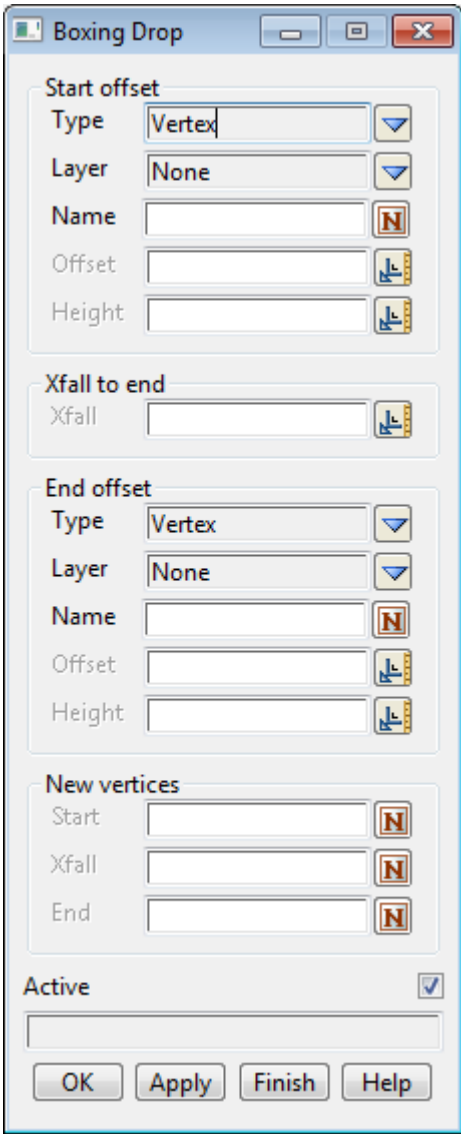 Boxing Drop
Start offset
Type Vertex
Layer None
Name N
Offset
Height
Xfall to end
Xfall
End offset
Type Vertex
Layer None
Name N
Offset
Height
New vertices
Start N
Xfall N
End N
Active
OK Apply Finish Help